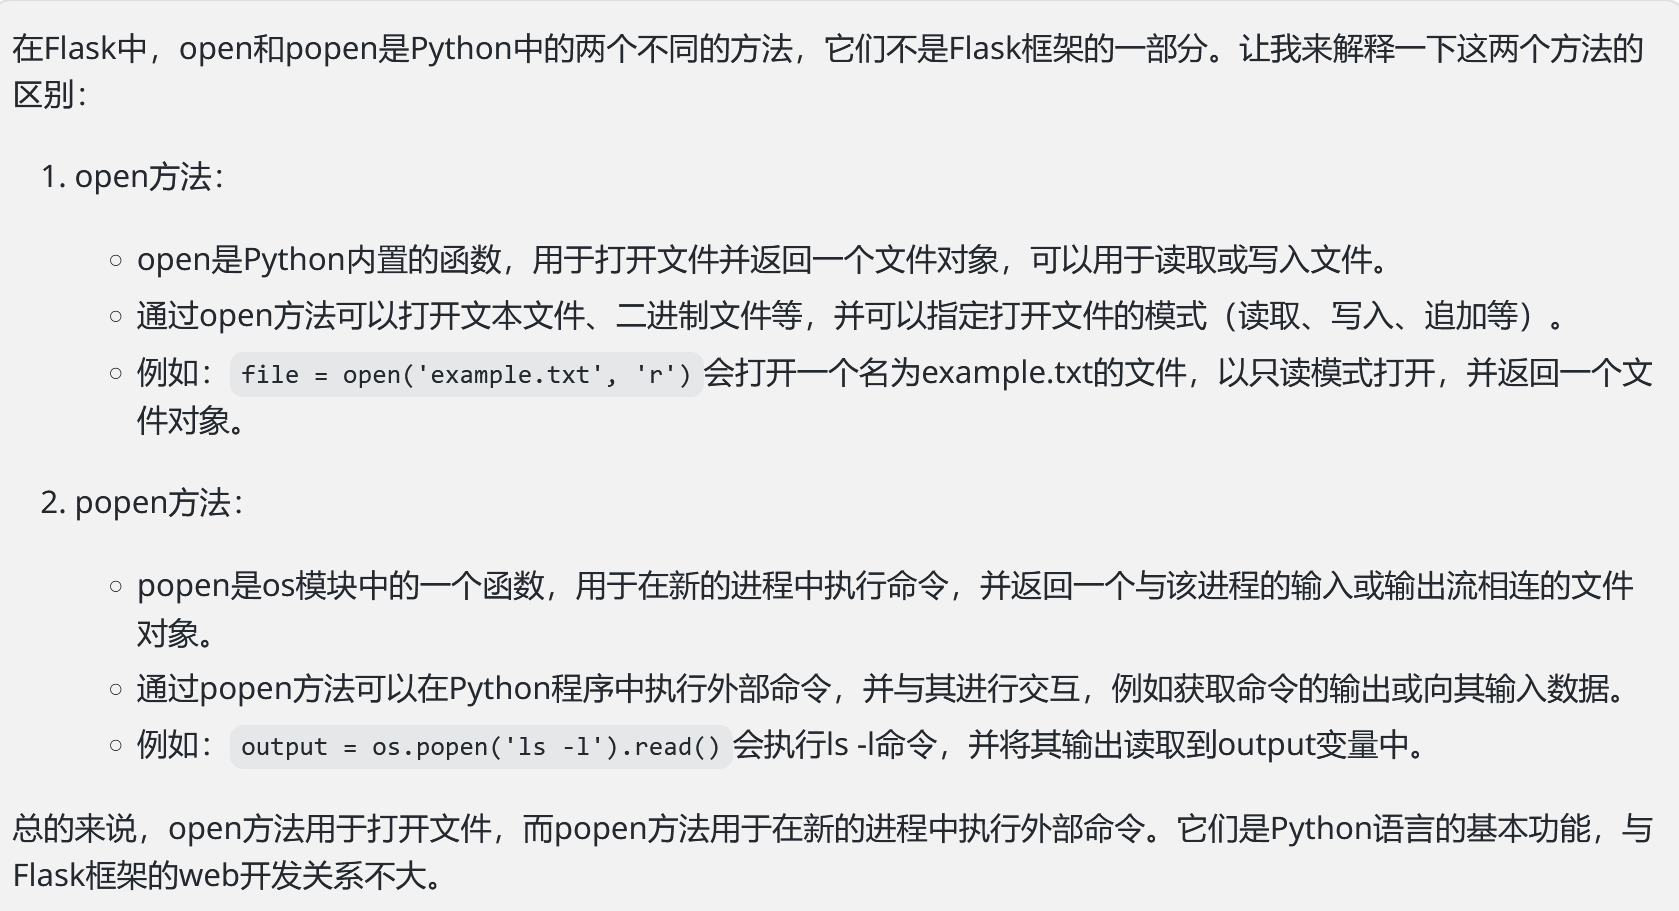 在Flask中，open和popen是Python中的两个不同的方法，它们不是Flask框架的一部分。让我来解释一下这两个方法的
区别：
1. open方法：
◦ open是Python内置的函数，用于打开文件并返回一个文件对象，可以用于读取或写入文件。
◦ 通过open方法可以打开文本文件、二进制文件等，并可以指定打开文件的模式（读取、写入、追加等）。
◦ 例如：file = open('example.txt', 'r')会打开一个名为example.txt的文件，以只读模式打开，并返回一个文
件对象。
2. popen方法：
◦ popen是os模块中的一个函数，用于在新的进程中执行命令，并返回一个与该进程的输入或输出流相连的文件
对象。
◦ 通过popen方法可以在Python程序中执行外部命令，并与其进行交互，例如获取命令的输出或向其输入数据。
◦ 例如：output = os.popen('ls -l').read()会执行ls -l命令，并将其输出读取到output变量中。
总的来说，open方法用于打开文件，而popen方法用于在新的进程中执行外部命令。它们是Python语言的基本功能，与
Flask框架的web开发关系不大。